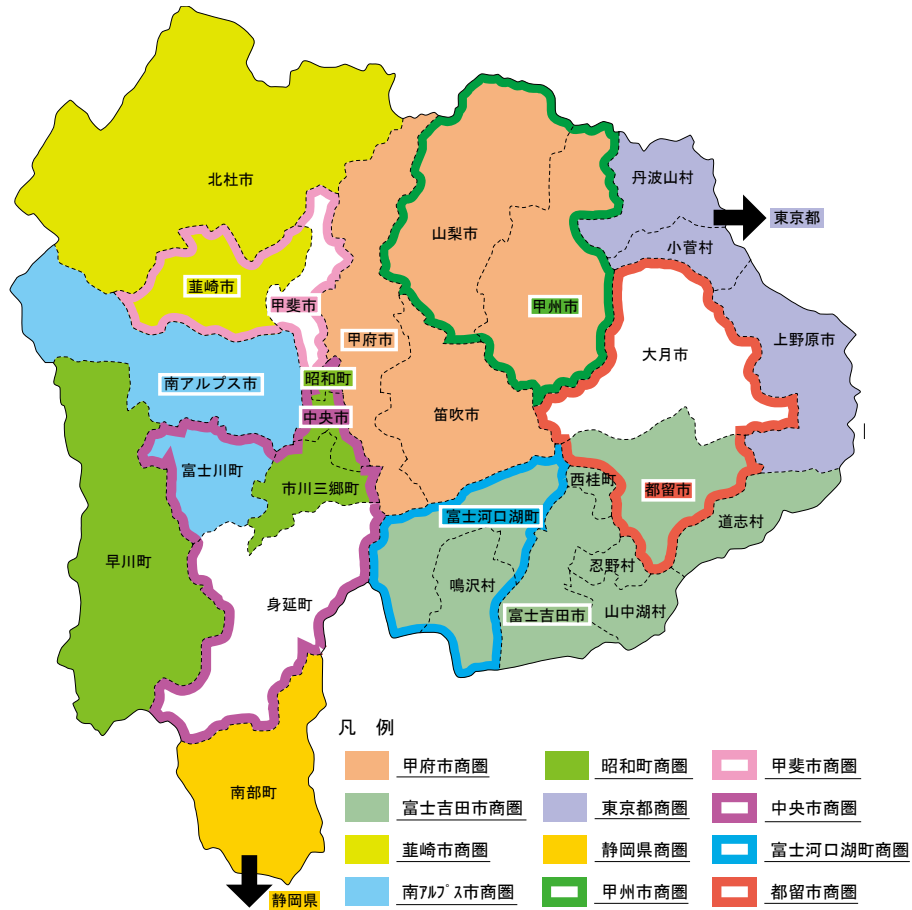 北杜市
丹波山村
東京都
山梨市
小菅村
韮崎市
甲斐市
甲州市
甲府市
上野原市
大月市
昭和町
南アルプス市
中央市
笛吹市
富士川町
西桂町
市川三郷町
都留市
富士河口湖町
道志村
早川町
忍野村
鳴沢村
身延町
富士吉田市
山中湖村
凡 例
甲府市商圏
昭和町商圏
甲斐市商圏
南部町
富士吉田市商圏
東京都商圏
中央市商圏
韮崎市商圏
静岡県商圏
富士河口湖町商圏
静岡県
南ｱﾙﾌﾟｽ市商圏
甲州市商圏
都留市商圏